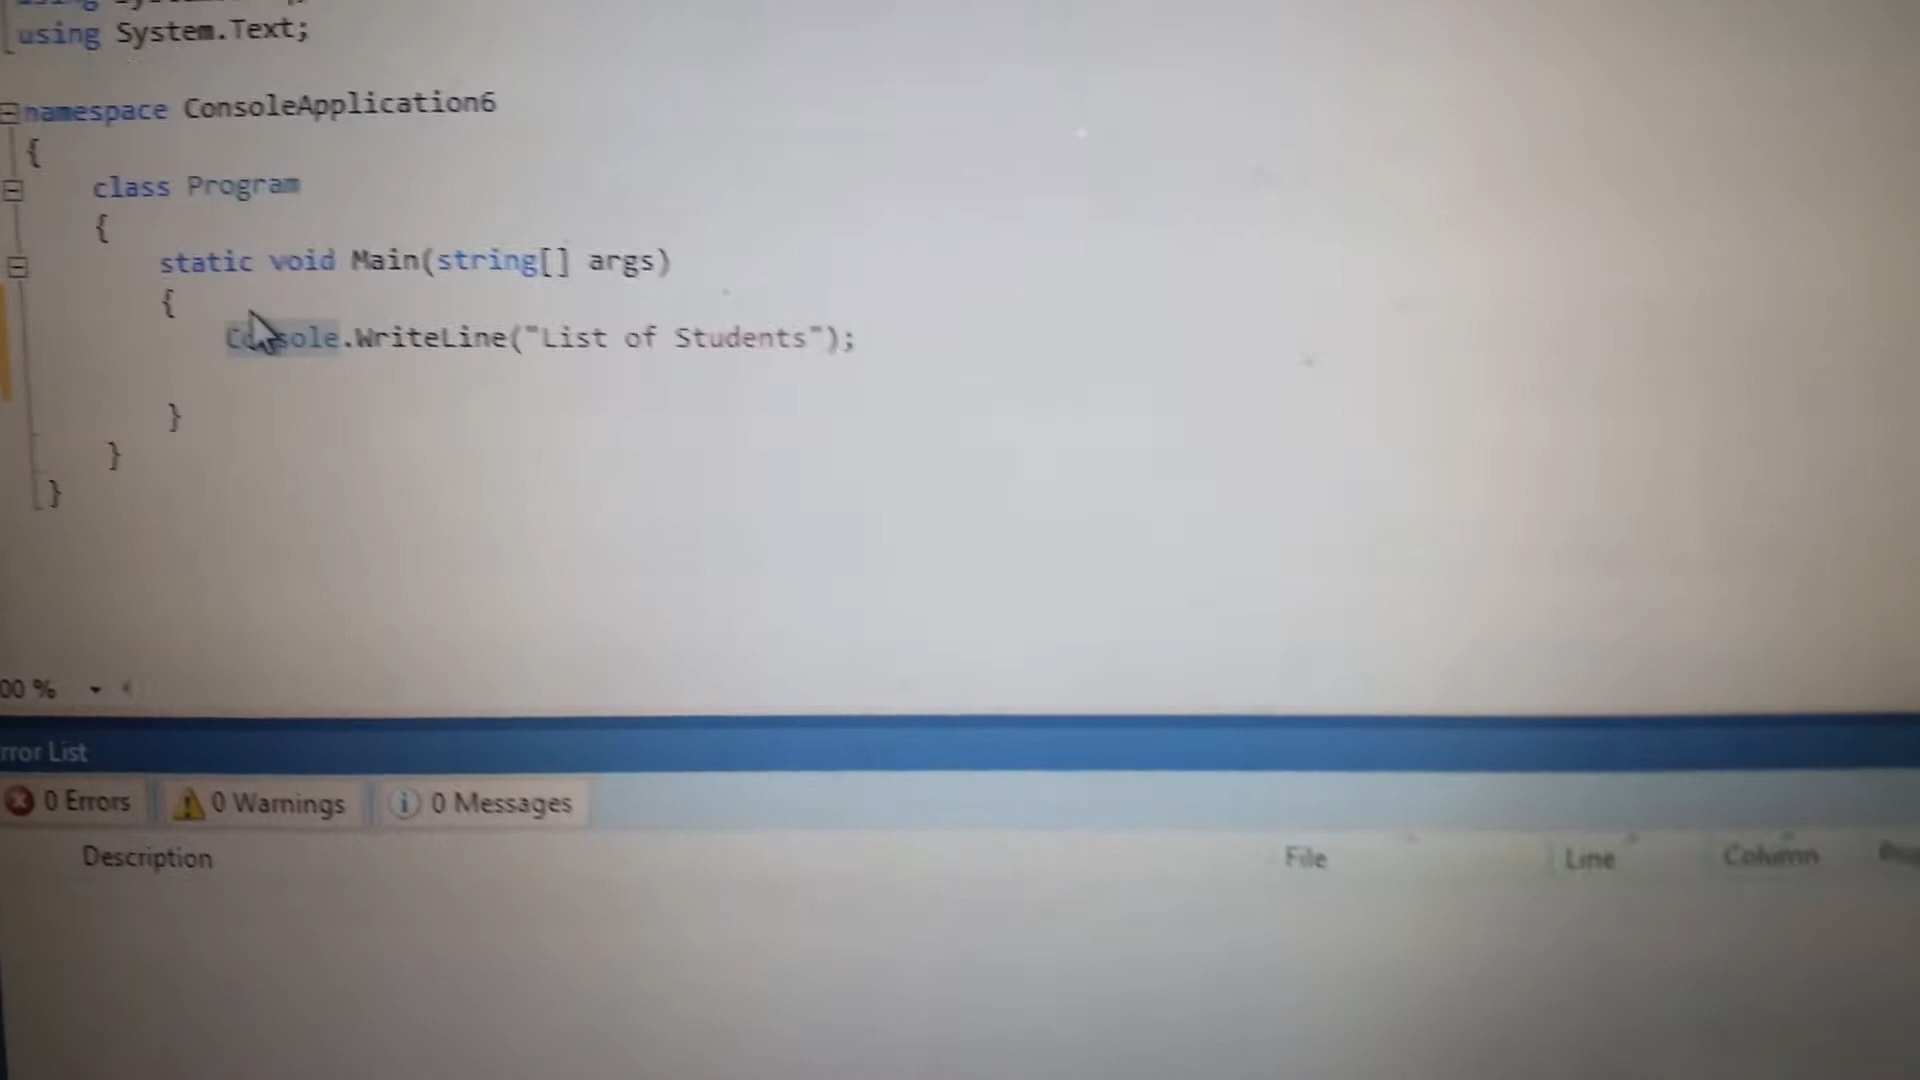 using System.Text;
namespace ConsoleApplication6
{
class Program
{
static void Main(string[] args)
{
Console.WriteLine("List of Students");
}
}
}
00 %
rror List
0 Errors 0 Warnings 0 Messages
Description File Line Column